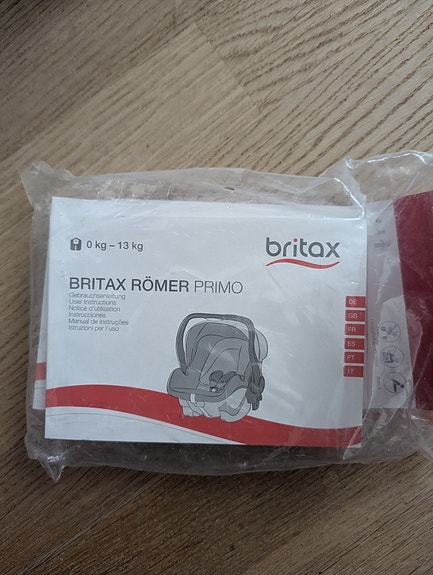 0 kg – 13 kg
britax
BRITAX RÖMER PRIMO
Gebrauchsanleitung
User Instructions
Notice d'utilisation
Instrucciones
Manual de instruções
Istruzioni per l'uso
DE
GB
FR
ES
PT
IT